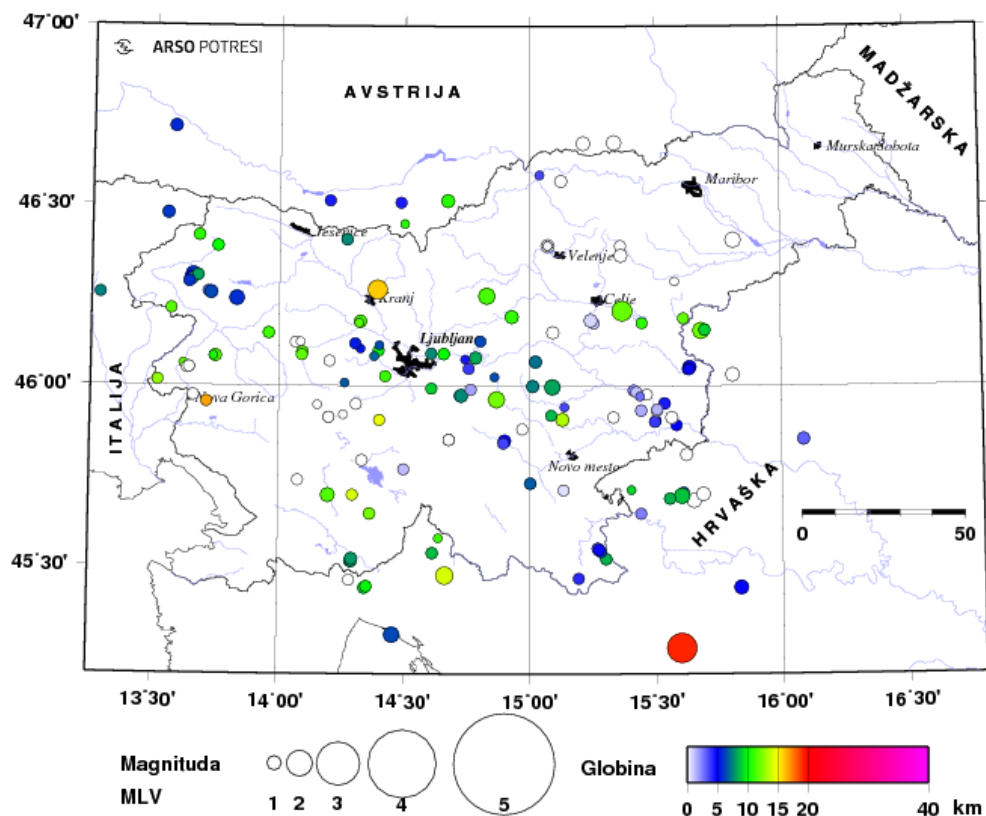 47˚00'
ARSO POTRESI
AVSTRIJA
MADŽARSKA
Murska Sobota
Maribor
46˚30'
Jesenice
Velenje
Kranj
Celje
Ljubljan
46˚00'
Nova Gorica
ITALIJA
Novo mesto
HRVAŠKA
0 50
45˚30'
13˚30' 14˚00' 14˚30' 15˚00' 15˚30' 16˚00' 16˚30'
Magnituda
MLV
1 2 3 4 5
Globina
0 5 10 15 20 40 km